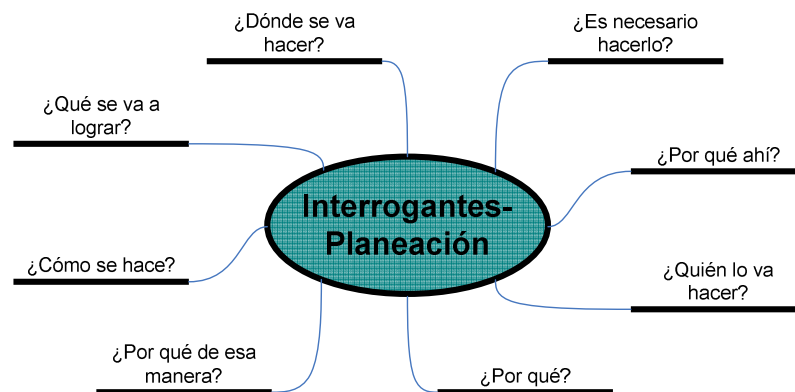 ¿Dónde se va
hacer?
¿Es necesario
hacerlo?
¿Qué se va a
lograr?
¿Por qué ahí?
Interrogantes-
Planeación
¿Cómo se hace?
¿Quién lo va
hacer?
¿Por qué de esa
manera?
¿Por qué?